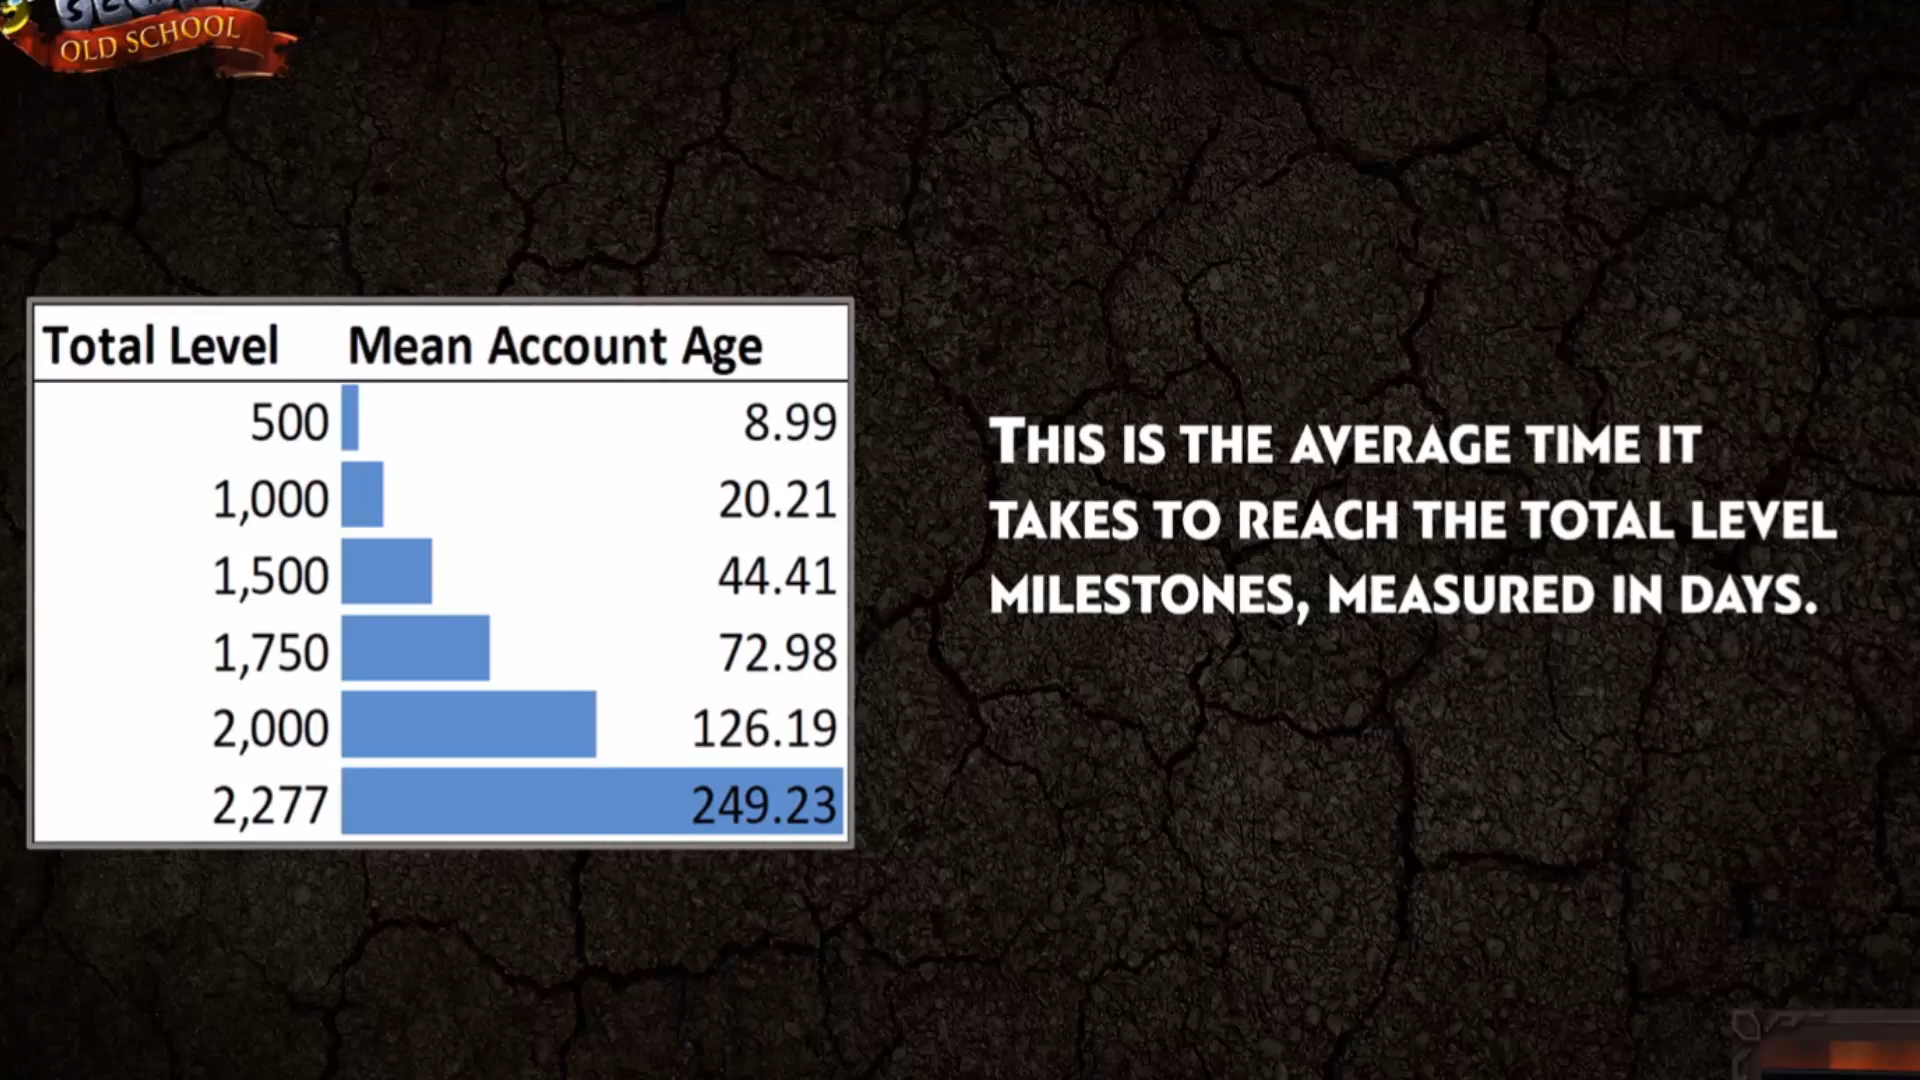 OLD SCHOOL
Total Level Mean Account Age
500 8.99
1,000 20.21
1,500 44.41
1,750 72.98
2,000 126.19
2,277 249.23
THIS IS THE AVERAGE TIME IT
TAKES TO REACH THE TOTAL LEVEL
MILESTONES, MEASURED IN DAYS.